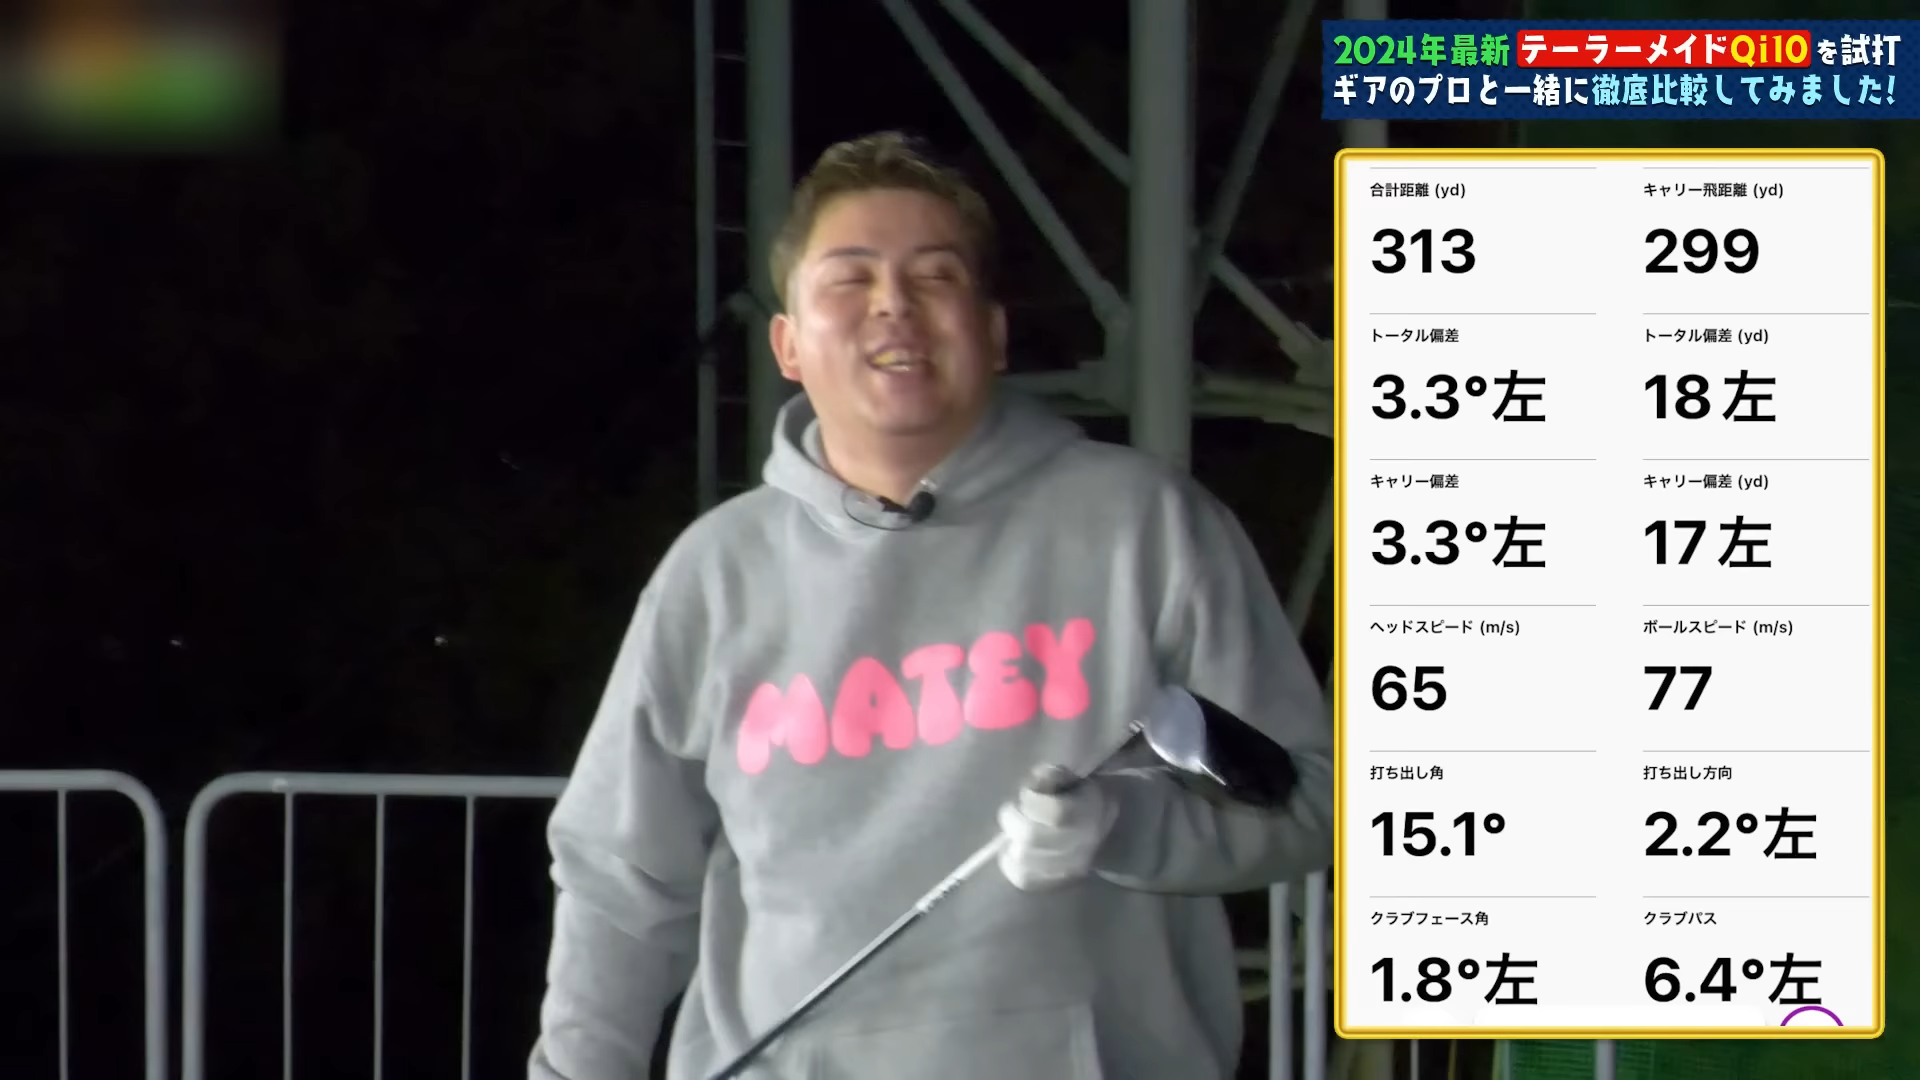 2024年最新 テーラーメイドQi10を試打
ギアのプロと一緒に徹底比較してみました!
合計距離 (yd)
キャリー飛距離 (yd)
313
299
トータル偏差
トータル偏差 (yd)
3.3°左
18 左
キャリー偏差
キャリー偏差 (yd)
3.3°左
17 左
ヘッドスピード (m/s)
ボールスピード (m/s)
65
77
打ち出し角
打ち出し方向
15.1°
2.2°左
クラブフェース角
クラブパス
1.8°左
6.4°左
MATEY